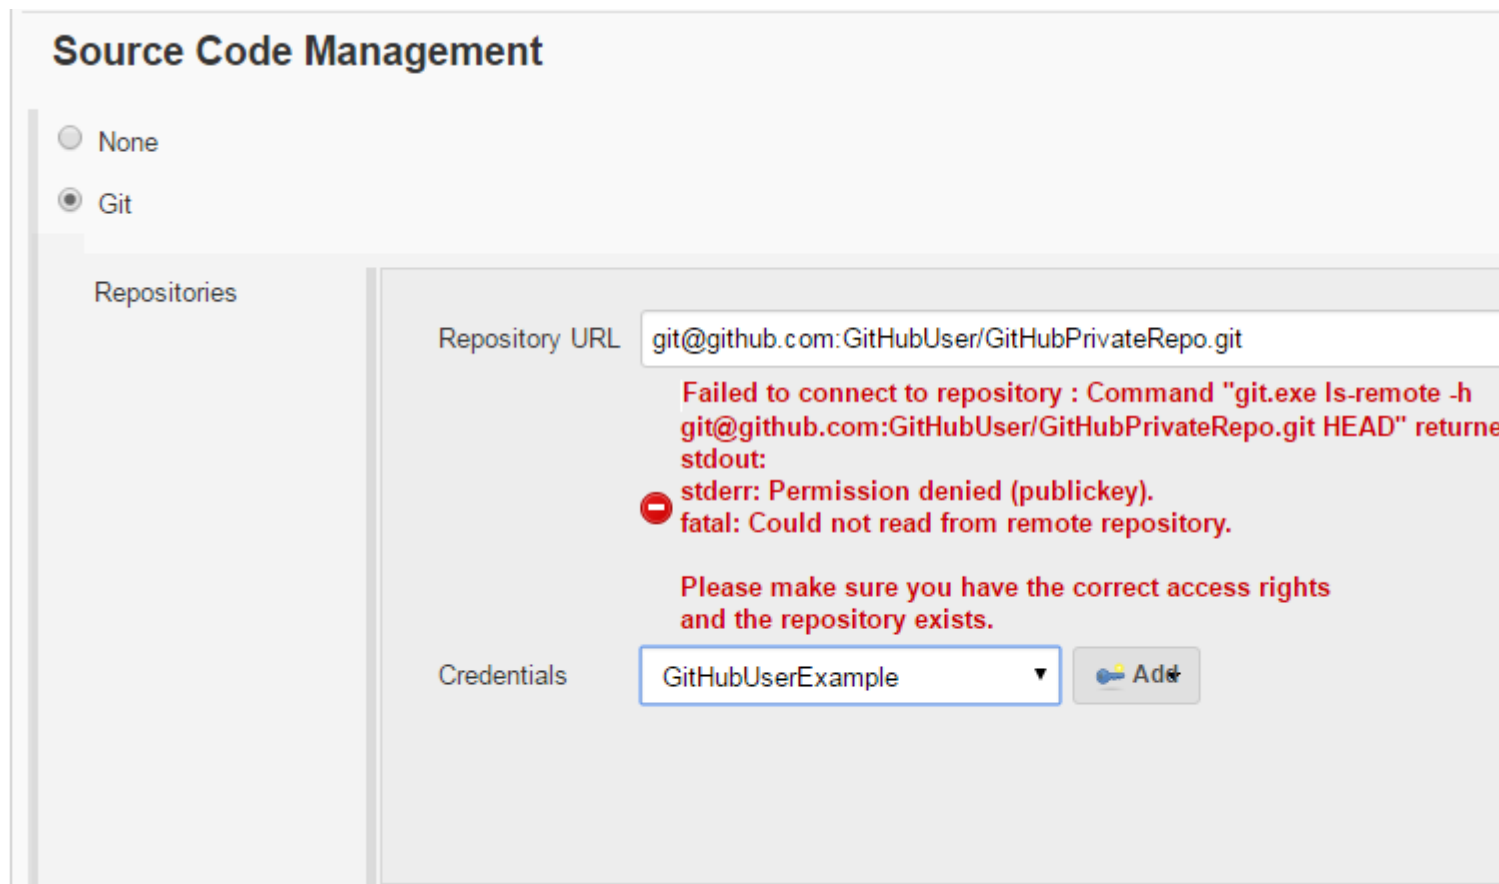 Source Code Management
None
Git
Repositories
Repository URL git@github.com:GitHubUser/GitHubPrivateRepo.git
Failed to connect to repository : Command "git.exe ls-remote -h
git@github.com:GitHubUser/GitHubPrivateRepo.git HEAD" returne
stdout:
stderr: Permission denied (publickey).
fatal: Could not read from remote repository.
Please make sure you have the correct access rights
and the repository exists.
Credentials GitHubUserExample Add